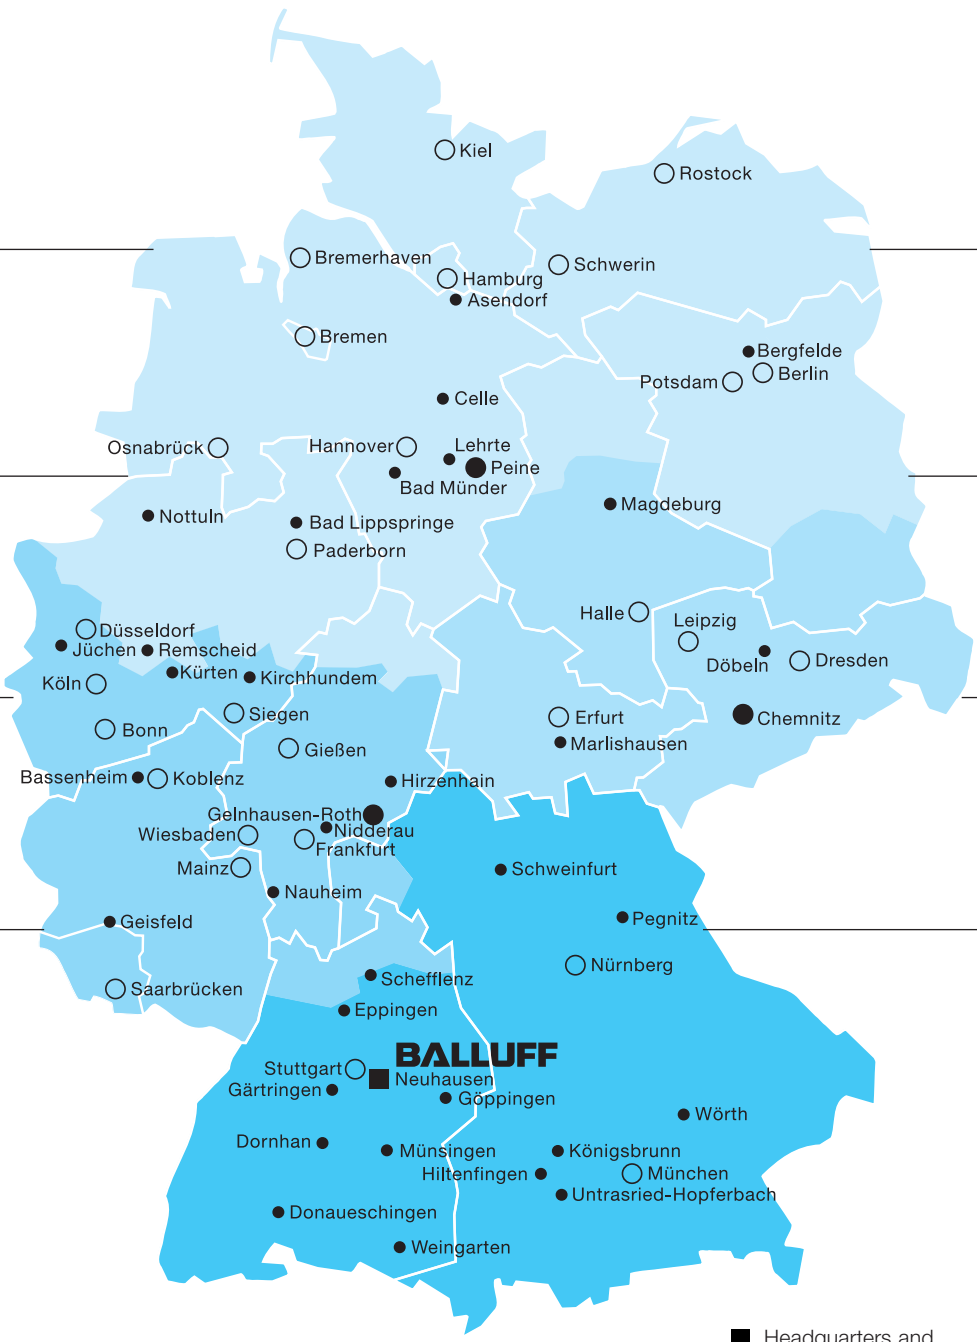 Kiel
Rostock
Bremerhaven
Schwerin
Hamburg
Asendorf
Bremen
Bergfelde
Berlin
Potsdam
Celle
Osnabrück
Hannover
Lehrte
Peine
Bad Münder
Magdeburg
Nottuln
Bad Lippspringe
Paderborn
Halle
Leipzig
Düsseldorf
Jüchen
Remscheid
Döbeln
Dresden
Kürten
Kirchhundem
Köln
Siegen
Erfurt
Chemnitz
Bonn
Marlishausen
Gießen
Bassenheim
Koblenz
Hirzenhain
Gelnhausen-Roth
Nidderau
Wiesbaden
Frankfurt
Mainz
Schweinfurt
Nauheim
Pegnitz
Geisfeld
Nürnberg
Schefflenz
Saarbrücken
Eppingen
BALLUFF
Stuttgart
Neuhausen
Gärtringen
Göppingen
Wörth
Dornhan
Münsingen
Königsbrunn
Hiltenfingen
München
Untrasried-Hopferbach
Donaueschingen
Weingarten
Headquarters and